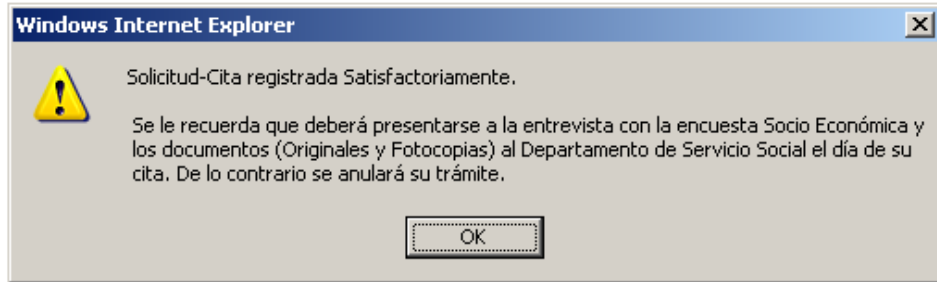 Windows Internet Explorer
Solicitud-Cita registrada Satisfactoriamente.
Se le recuerda que deberá presentarse a la entrevista con la encuesta Socio Económica y
los documentos (Originales y Fotocopias) al Departamento de Servicio Social el día de su
cita. De lo contrario se anulará su trámite.
OK